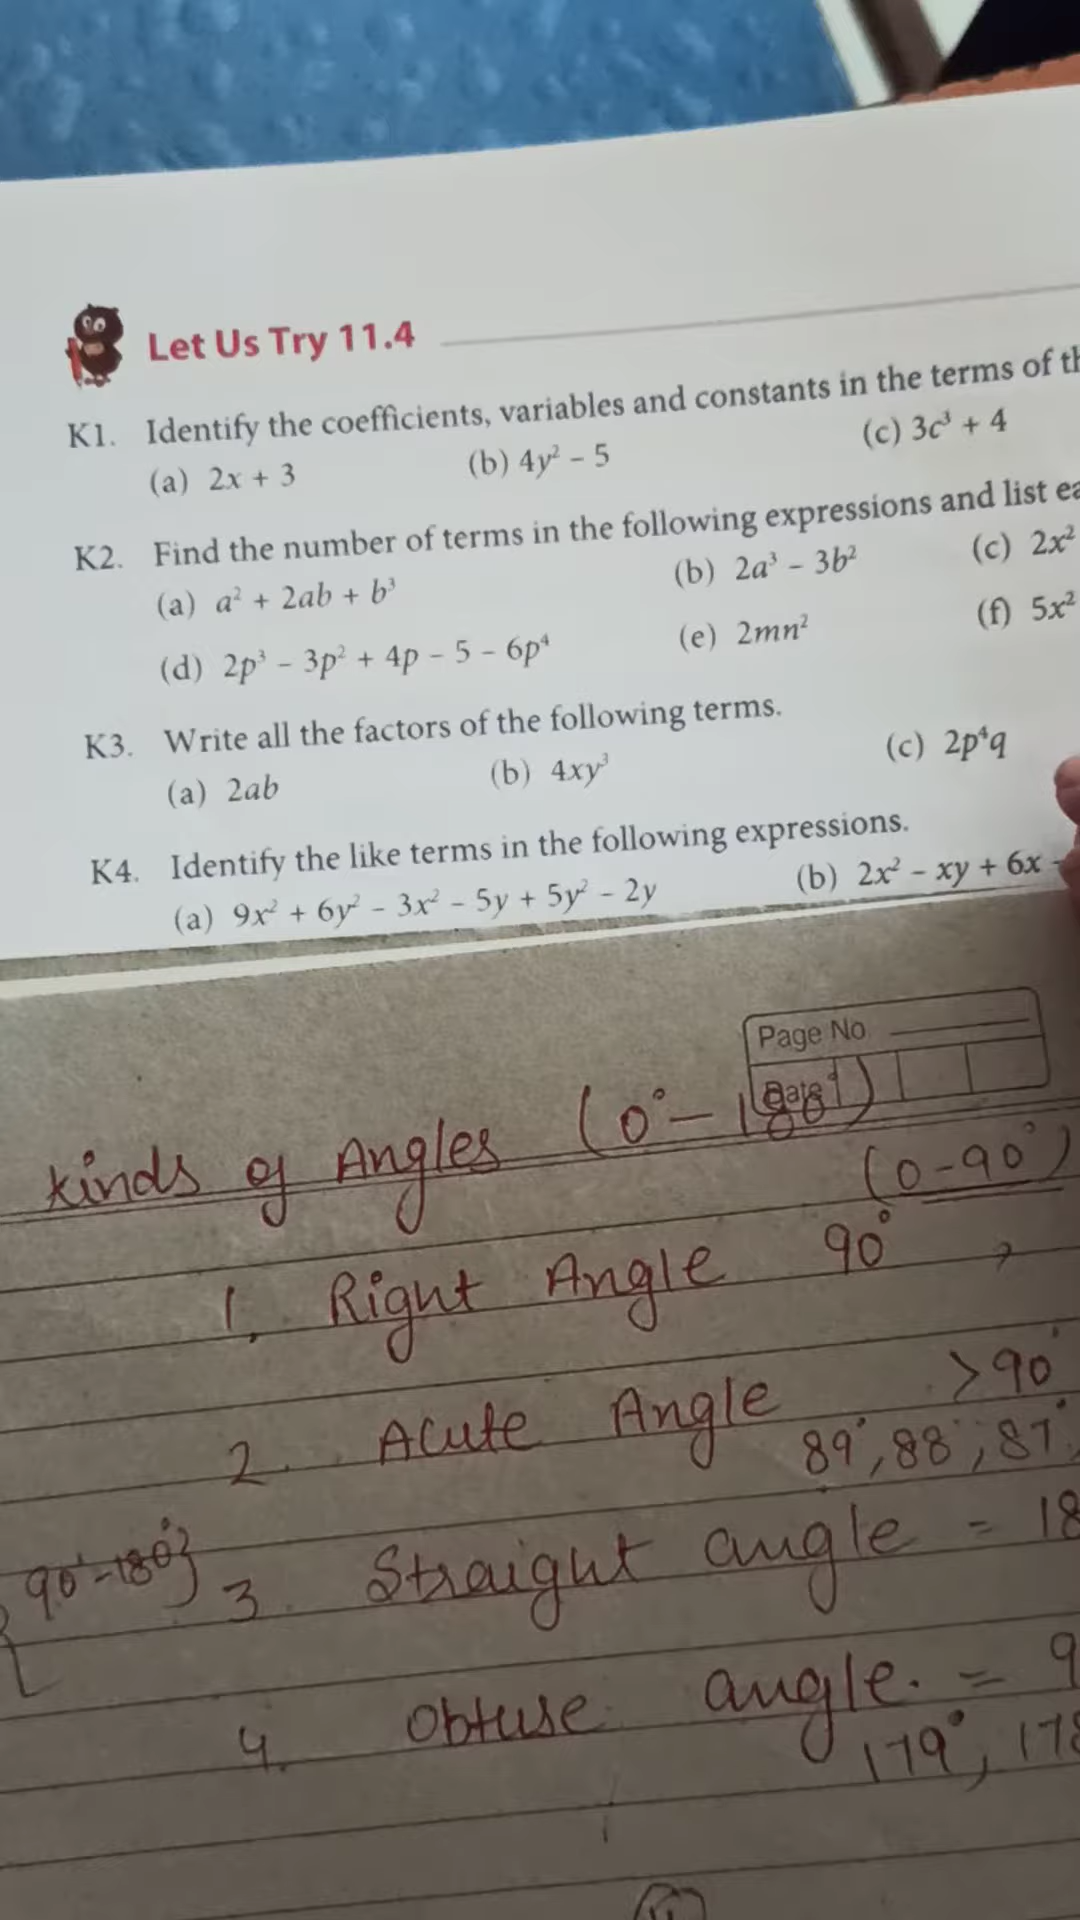 Let Us Try 11.4
K1. Identify the coefficients, variables and constants in the terms of
(a) 2x + 3 (b) 4y² – 5 (c) 3c³ + 4
K2. Find the number of terms in the following expressions and list
(a) a² + 2ab + b³ (b) 2a³ – 3b² (c) 2x²
(d) 2p³ – 3p² + 4p – 5 – 6p⁴ (e) 2mn² (f) 5x²
K3. Write all the factors of the following terms.
(a) 2ab (b) 4xy³ (c) 2p⁴q
K4. Identify the like terms in the following expressions.
(a) 9x² + 6y² – 3x² – 5y + 5y² – 2y (b) 2x² – xy + 6x
Page No.
Date
Kinds of Angles (0° – 180°)
(0 – 90°)
1. Right Angle 90°
2. Acute Angle >90°
89°, 88°, 87°
90° – 180°} 3. Straight angle = 18
4. obtuse angle. = 9
179°, 178